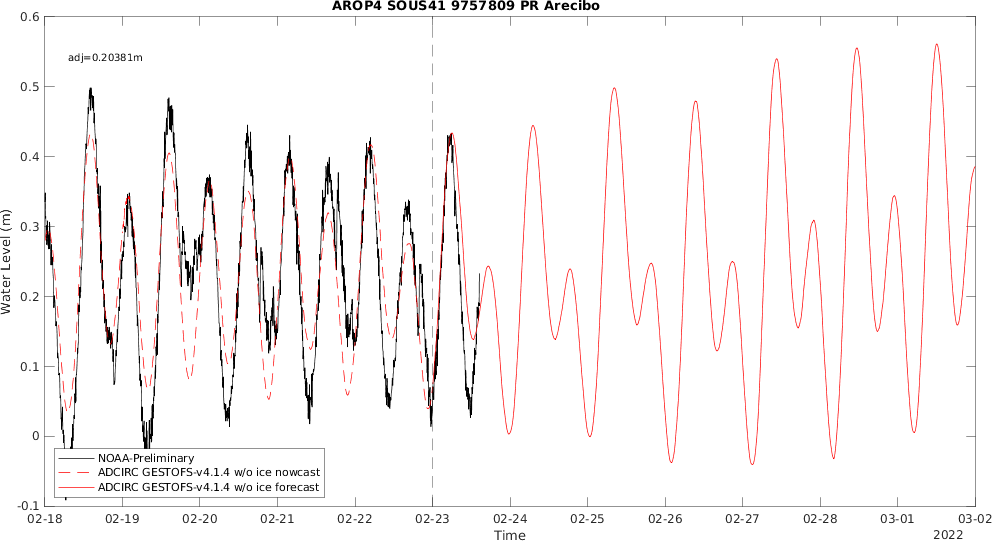 AROP4 SOUS41 9757809 PR Arecibo
0.6
adj=0.20381m
0.5
0.4
0.3
0.2
0.1
0
-0.1
Water Level (m)
NOAA-Preliminary
ADCIRC GESTOFS-v4.1.4 w/o ice nowcast
ADCIRC GESTOFS-v4.1.4 w/o ice forecast
02-18 02-19 02-20 02-21 02-22 02-23 02-24 02-25 02-26 02-27 02-28 03-01 03-02
Time
2022